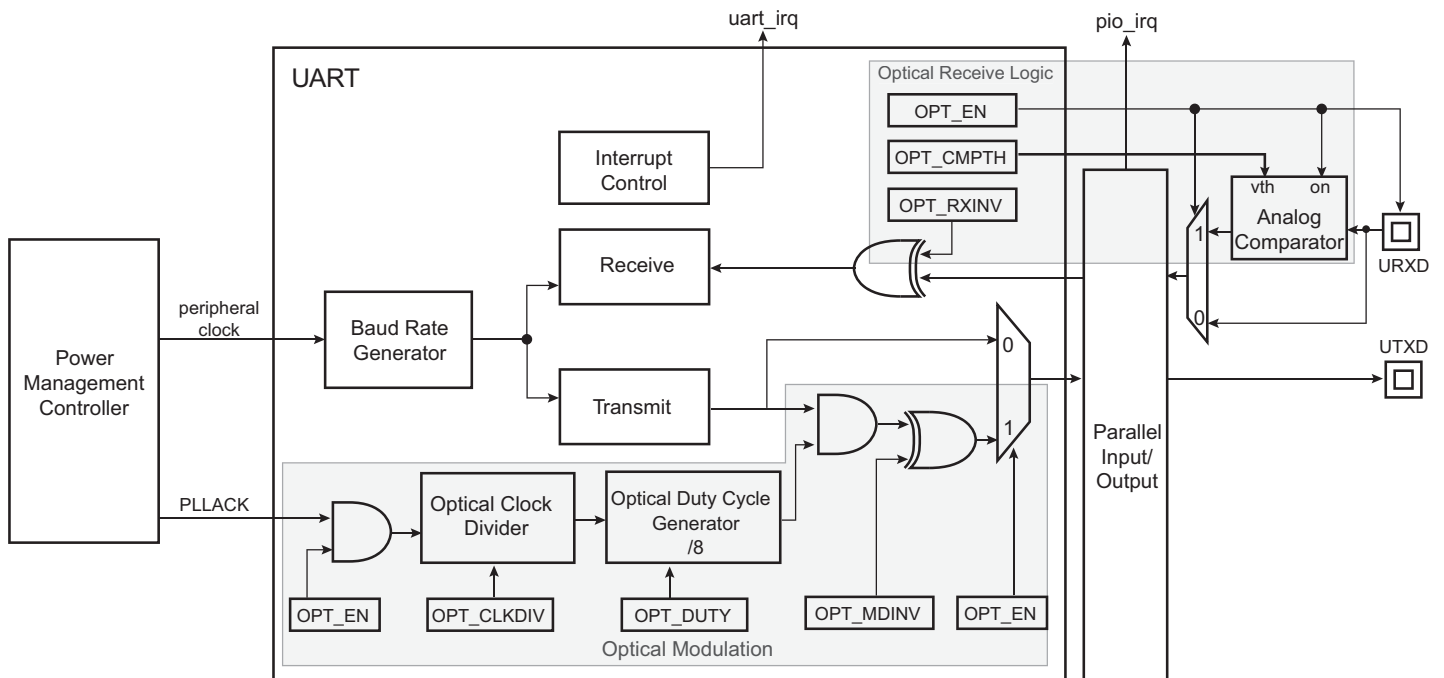 uart_irq
pio_irq
UART
Optical Receive Logic
OPT_EN
OPT_CMPTH
OPT_RXINV
vth
on
Analog
Comparator
1
0
URXD
UTXD
Interrupt
Control
Receive
Power
Management
Controller
peripheral
clock
Baud Rate
Generator
Transmit
0
1
Parallel
Input/
Output
PLLACK
Optical Clock
Divider
Optical Duty Cycle
Generator
/8
OPT_EN
OPT_CLKDIV
OPT_DUTY
OPT_MDINV
OPT_EN
Optical Modulation